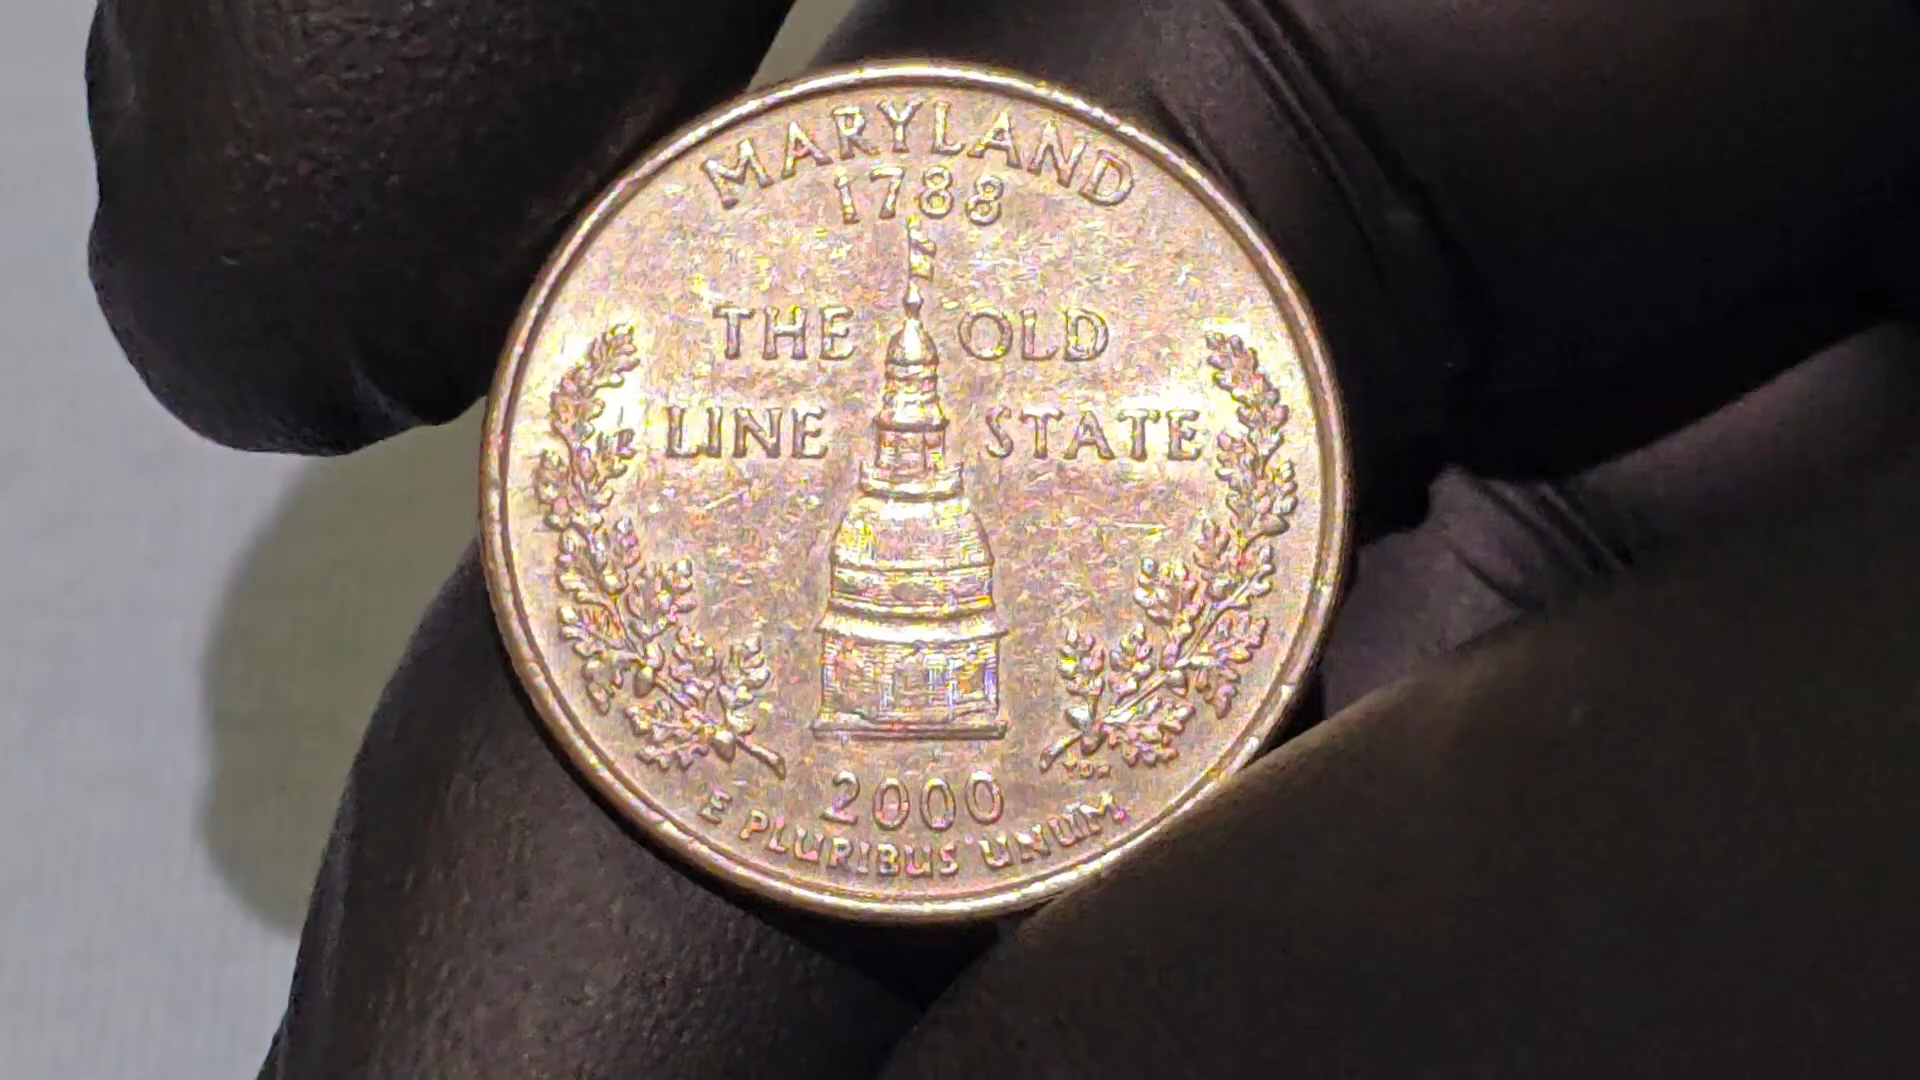 MARYLAND
1788
THE OLD
LINE STATE
2000
E PLURIBUS UNUM